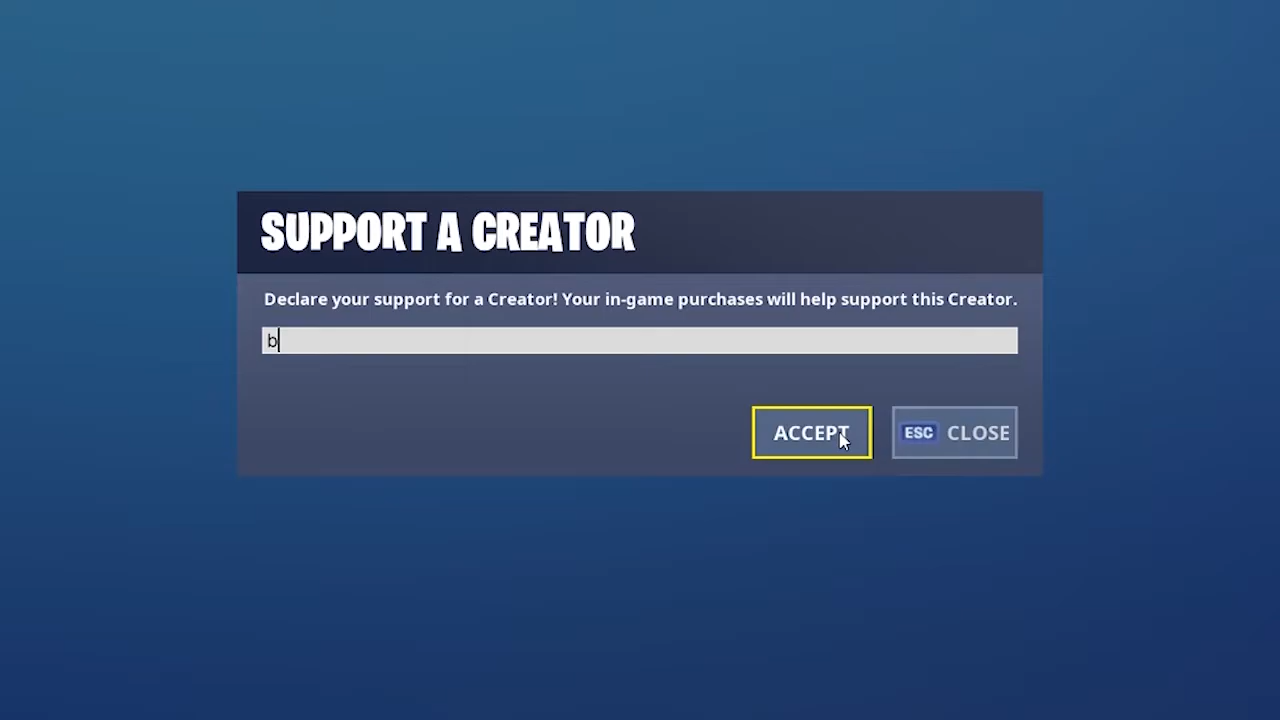 SUPPORT A CREATOR
Declare your support for a Creator! Your in-game purchases will help support this Creator.
b
ACCEPT
ESC CLOSE